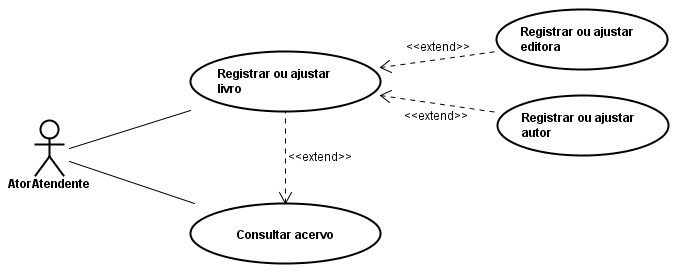 Registrar ou ajustar
editora
<<extend>>
Registrar ou ajustar
livro
Registrar ou ajustar
autor
<<extend>>
<<extend>>
AtorAtendente
Consultar acervo